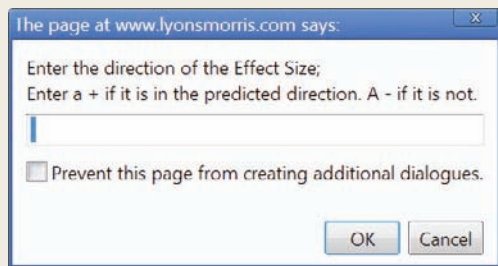 The page at www.lyonsmorris.com says:
Enter the direction of the Effect Size;
Enter a + if it is in the predicted direction. A - if it is not.
Prevent this page from creating additional dialogues.
OK Cancel